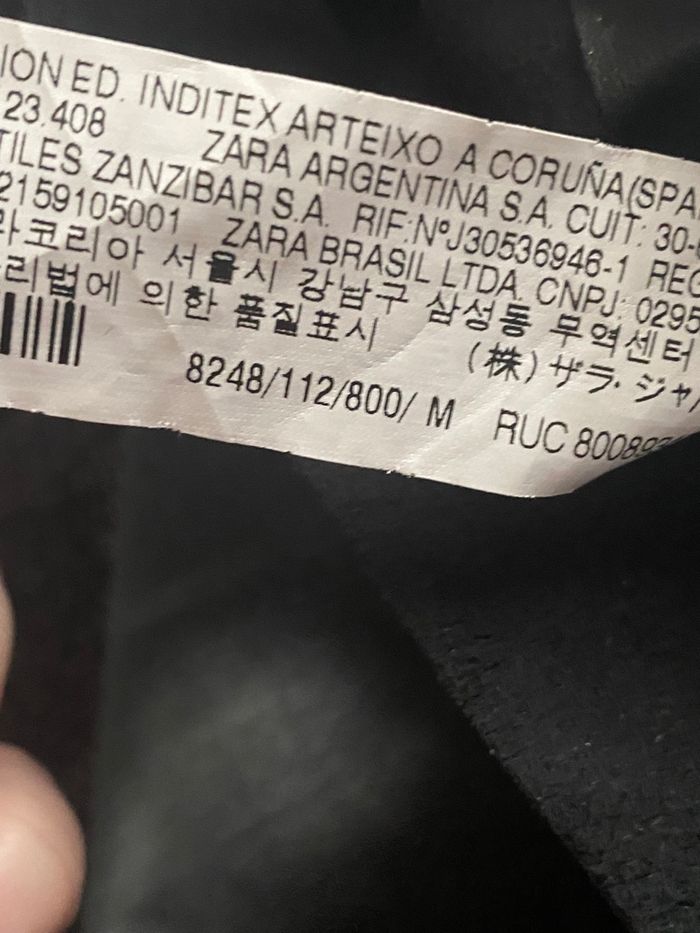 ION ED. INDITEX ARTEIXO A CORUÑA(SPA
23.408 ZARA ARGENTINA S.A. CUIT: 30-
TILES ZANZIBAR S.A. RIF:NºJ30536946-1 REG
2159105001 ZARA BRASIL LTDA. CNPJ: 0295
라코리아 서울시 강남구 삼성동 무역센터
리법에 의한 품질표시 (株)ザラ・ジャ
8248/112/800/ M RUC 80089